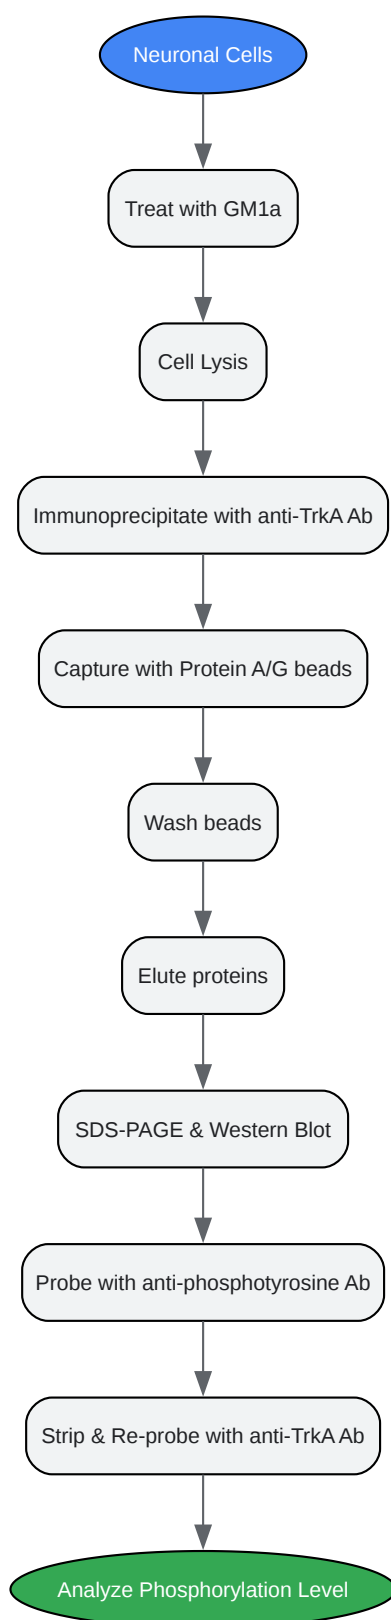 Neuronal Cells
Treat with GM1a
Cell Lysis
Immunoprecipitate with anti-TrkA Ab
Capture with Protein A/G beads
Wash beads
Elute proteins
SDS-PAGE & Western Blot
Probe with anti-phosphotyrosine Ab
Strip & Re-probe with anti-TrkA Ab
Analyze Phosphorylation Level